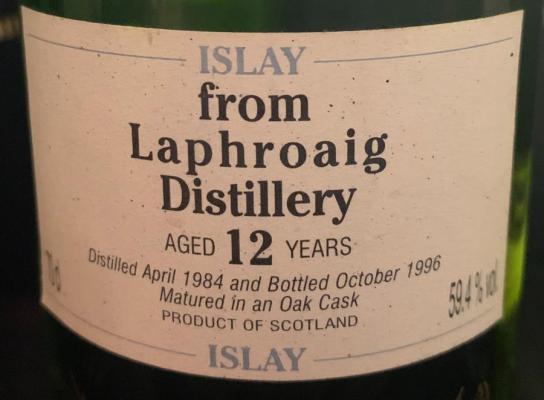 ISLAY
from
Laphroaig
Distillery
AGED 12 YEARS
Distilled April 1984 and Bottled October 1996
Matured in an Oak Cask
70cl
59.4 % vol
PRODUCT OF SCOTLAND
ISLAY